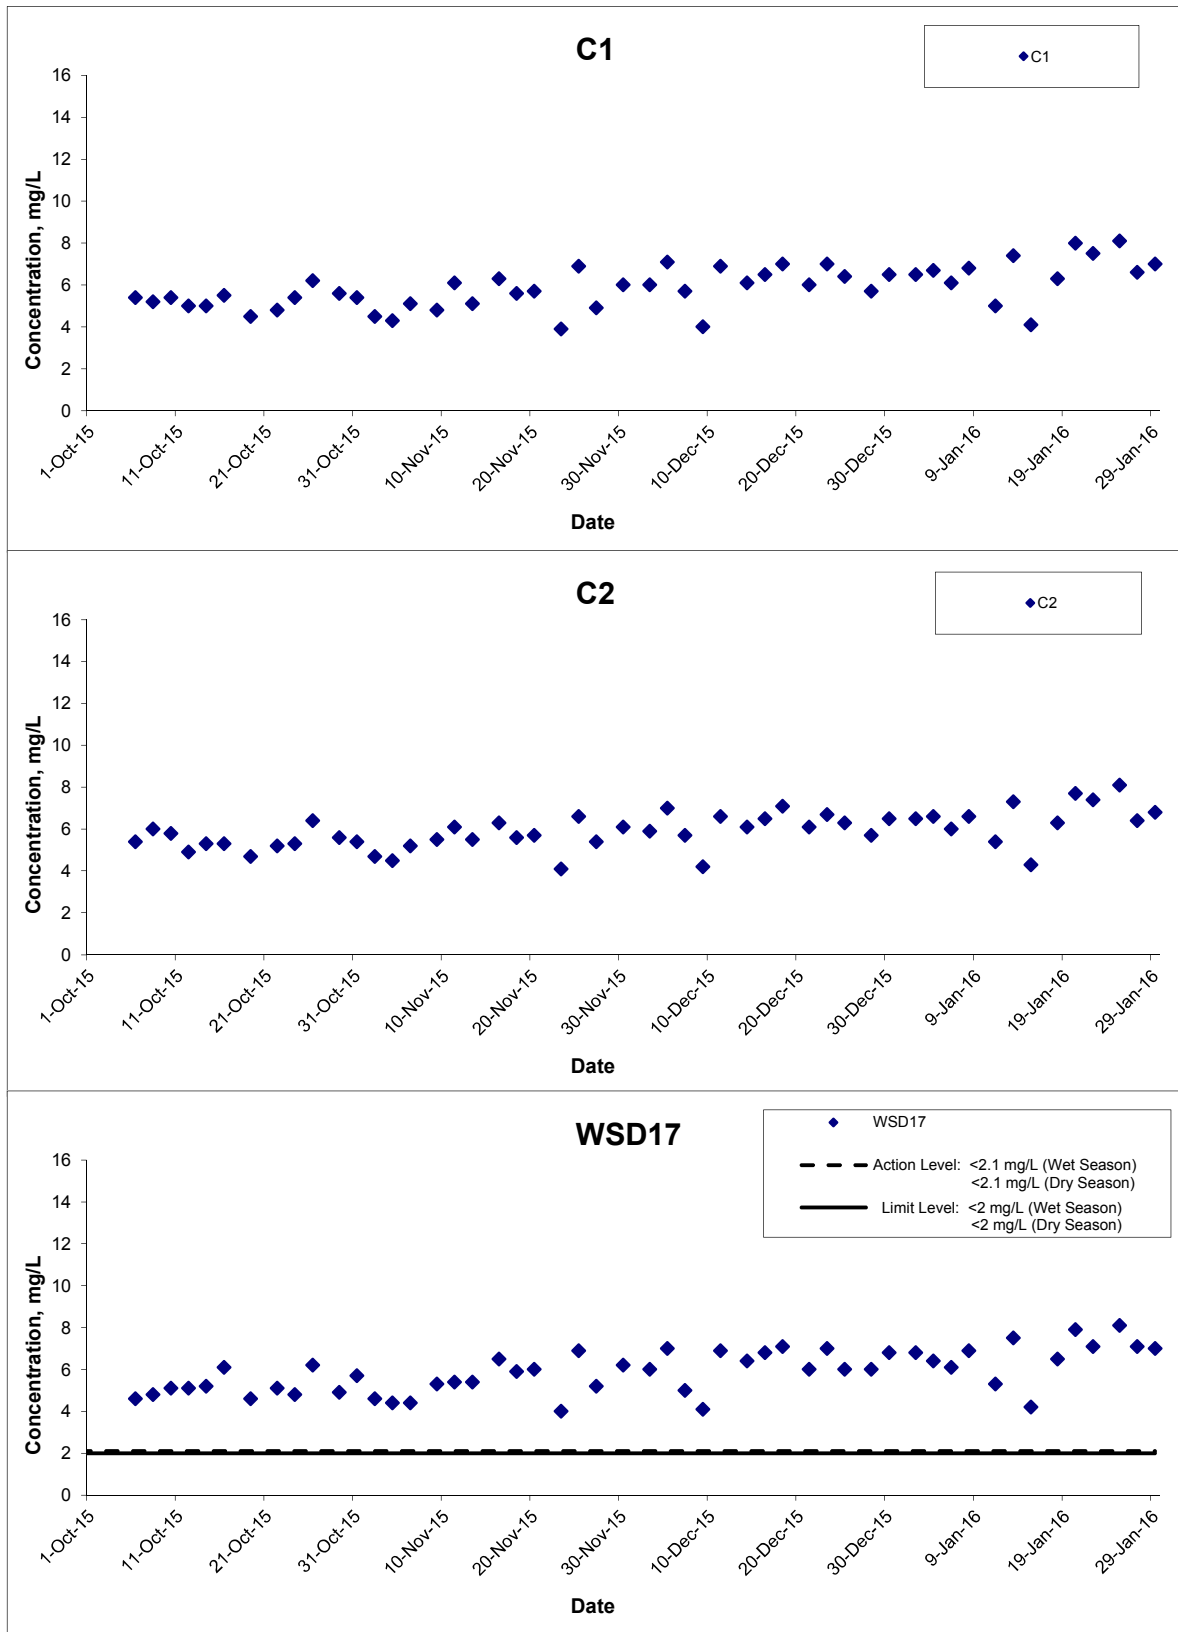 C1
C1
16
14
12
10
8
6
4
2
0
Concentration, mg/L
1-Oct-15
11-Oct-15
21-Oct-15
31-Oct-15
10-Nov-15
20-Nov-15
30-Nov-15
10-Dec-15
20-Dec-15
30-Dec-15
9-Jan-16
19-Jan-16
29-Jan-16
Date
C2
C2
16
14
12
10
8
6
4
2
0
Concentration, mg/L
1-Oct-15
11-Oct-15
21-Oct-15
31-Oct-15
10-Nov-15
20-Nov-15
30-Nov-15
10-Dec-15
20-Dec-15
30-Dec-15
9-Jan-16
19-Jan-16
29-Jan-16
Date
WSD17
WSD17
Action Level: <2.1 mg/L (Wet Season)
<2.1 mg/L (Dry Season)
Limit Level: <2 mg/L (Wet Season)
<2 mg/L (Dry Season)
16
14
12
10
8
6
4
2
0
Concentration, mg/L
1-Oct-15
11-Oct-15
21-Oct-15
31-Oct-15
10-Nov-15
20-Nov-15
30-Nov-15
10-Dec-15
20-Dec-15
30-Dec-15
9-Jan-16
19-Jan-16
29-Jan-16
Date